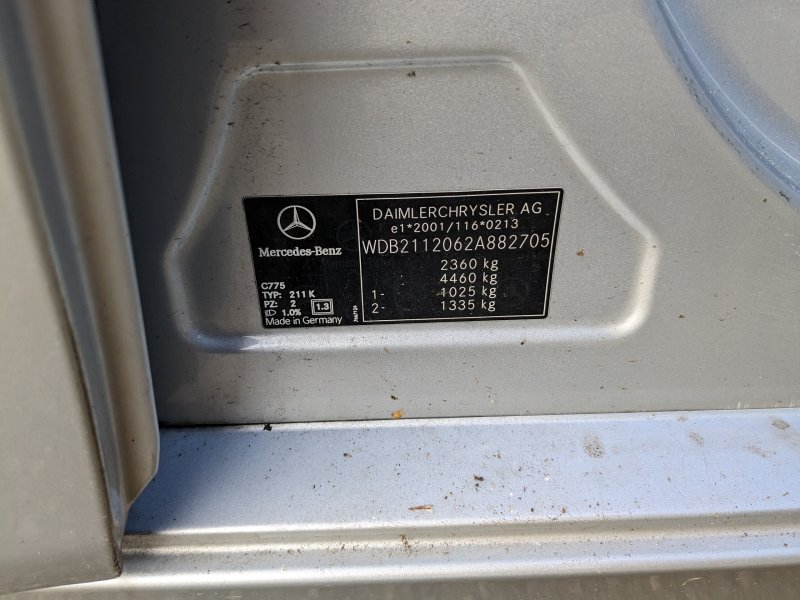 Mercedes-Benz
C775
TYP: 211 K
PZ: 2
1.0%
1.3
Made in Germany
DAIMLERCHRYSLER AG
e1*2001/116*0213
WDB2112062A882705
2360 kg
4460 kg
1- 1025 kg
2- 1335 kg